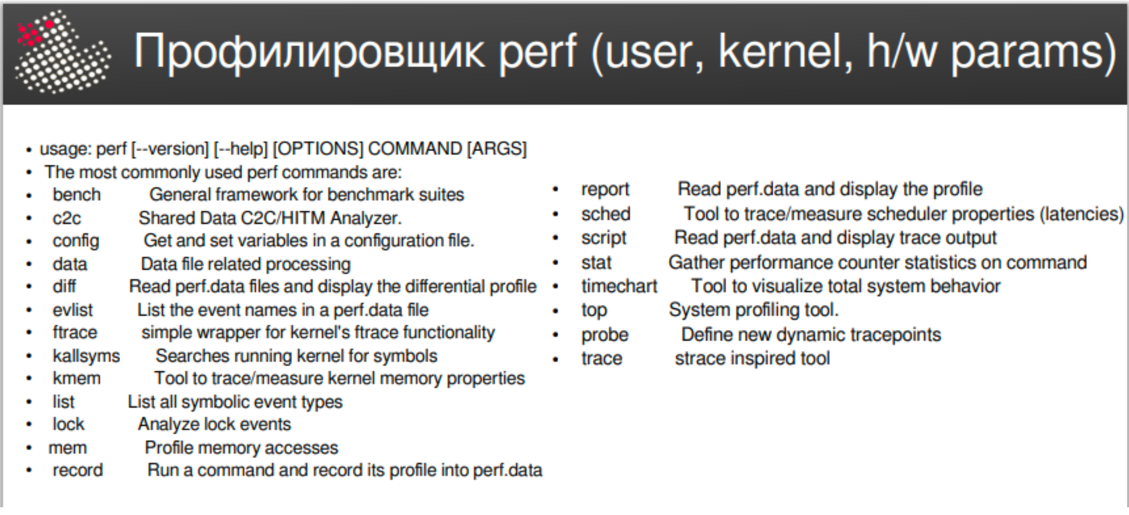 Профилировщик perf (user, kernel, h/w params)
• usage: perf [--version] [--help] [OPTIONS] COMMAND [ARGS]
• The most commonly used perf commands are:
• bench General framework for benchmark suites
• c2c Shared Data C2C/HITM Analyzer.
• config Get and set variables in a configuration file.
• data Data file related processing
• diff Read perf.data files and display the differential profile
• evlist List the event names in a perf.data file
• ftrace simple wrapper for kernel's ftrace functionality
• kallsyms Searches running kernel for symbols
• kmem Tool to trace/measure kernel memory properties
• list List all symbolic event types
• lock Analyze lock events
• mem Profile memory accesses
• record Run a command and record its profile into perf.data
• report Read perf.data and display the profile
• sched Tool to trace/measure scheduler properties (latencies)
• script Read perf.data and display trace output
• stat Gather performance counter statistics on command
• timechart Tool to visualize total system behavior
• top System profiling tool.
• probe Define new dynamic tracepoints
• trace strace inspired tool